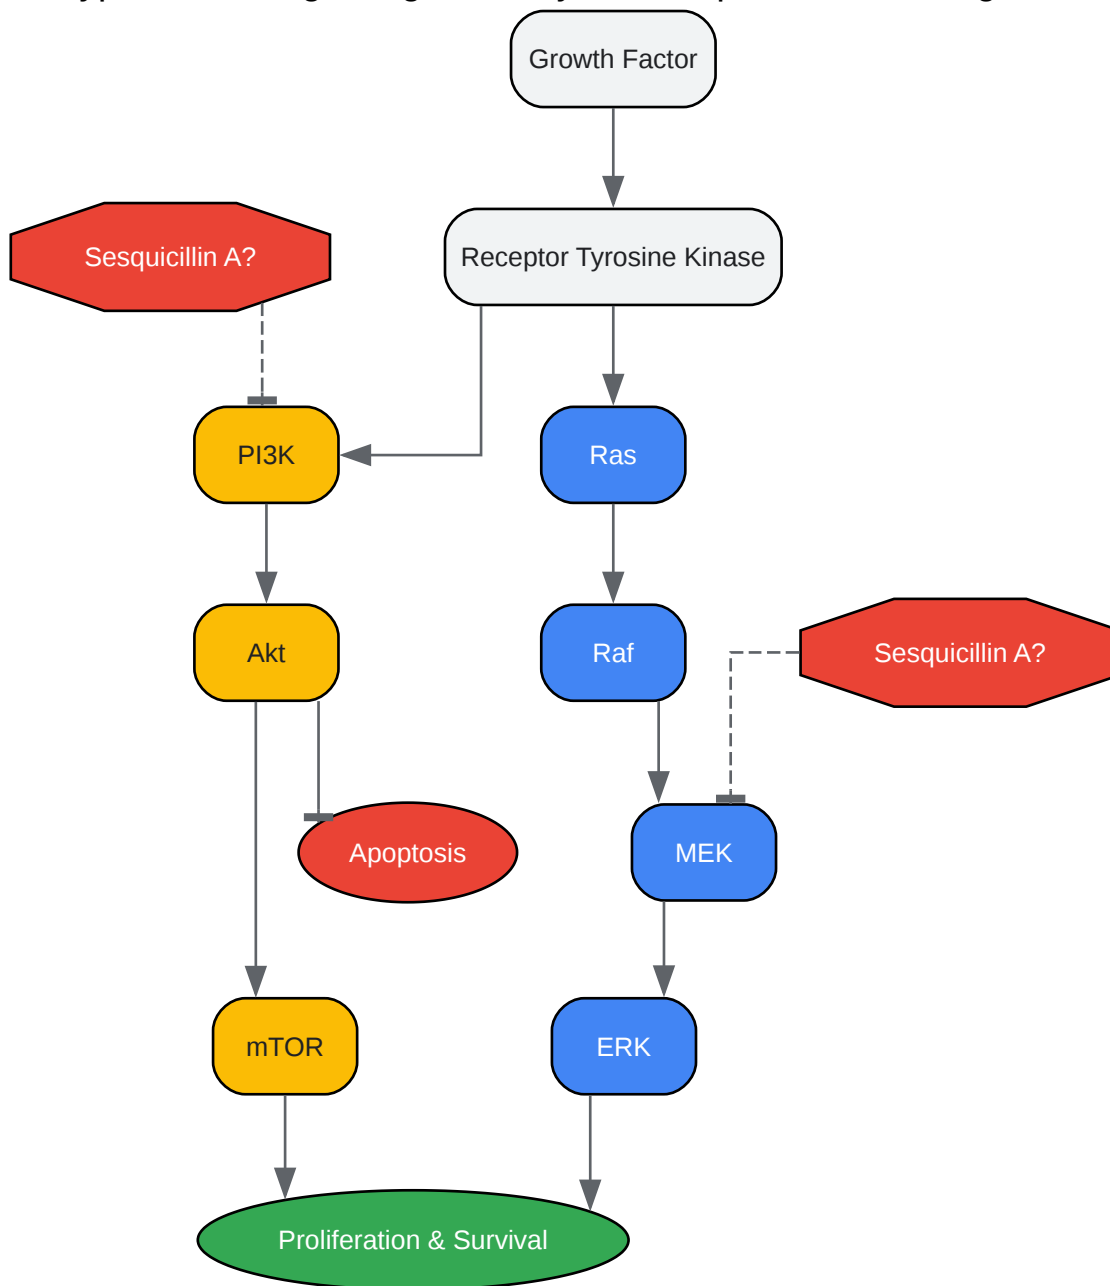 Growth Factor
Sesquicillin A?
Receptor Tyrosine Kinase
PI3K
Ras
Akt
Raf
Sesquicillin A?
Apoptosis
MEK
mTOR
ERK
Proliferation & Survival